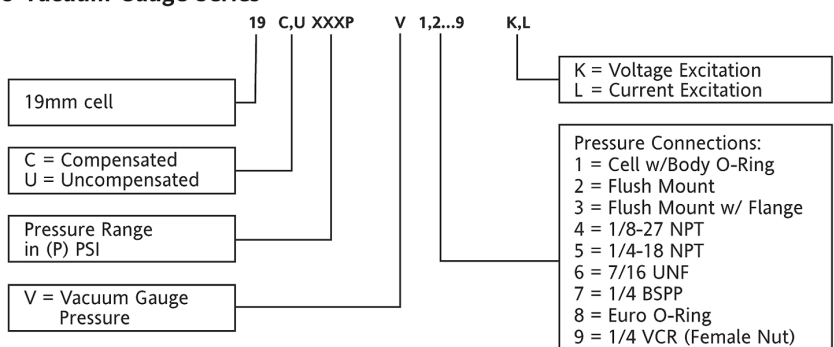 Vacuum Gauge Series
19 C,U XXXP V 1,2...9 K,L
19mm cell
C = Compensated
U = Uncompensated
Pressure Range
in (P) PSI
V = Vacuum Gauge
Pressure
K = Voltage Excitation
L = Current Excitation
Pressure Connections:
1 = Cell w/Body O-Ring
2 = Flush Mount
3 = Flush Mount w/ Flange
4 = 1/8-27 NPT
5 = 1/4-18 NPT
6 = 7/16 UNF
7 = 1/4 BSPP
8 = Euro O-Ring
9 = 1/4 VCR (Female Nut)